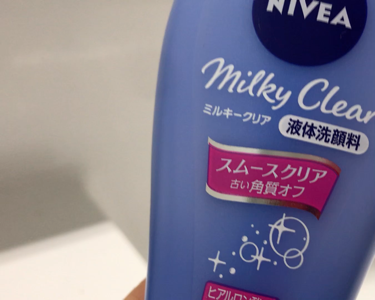 NIVEA
Milky Clear
ミルキークリア
液体洗顔料
スムースクリア
古い角質オフ